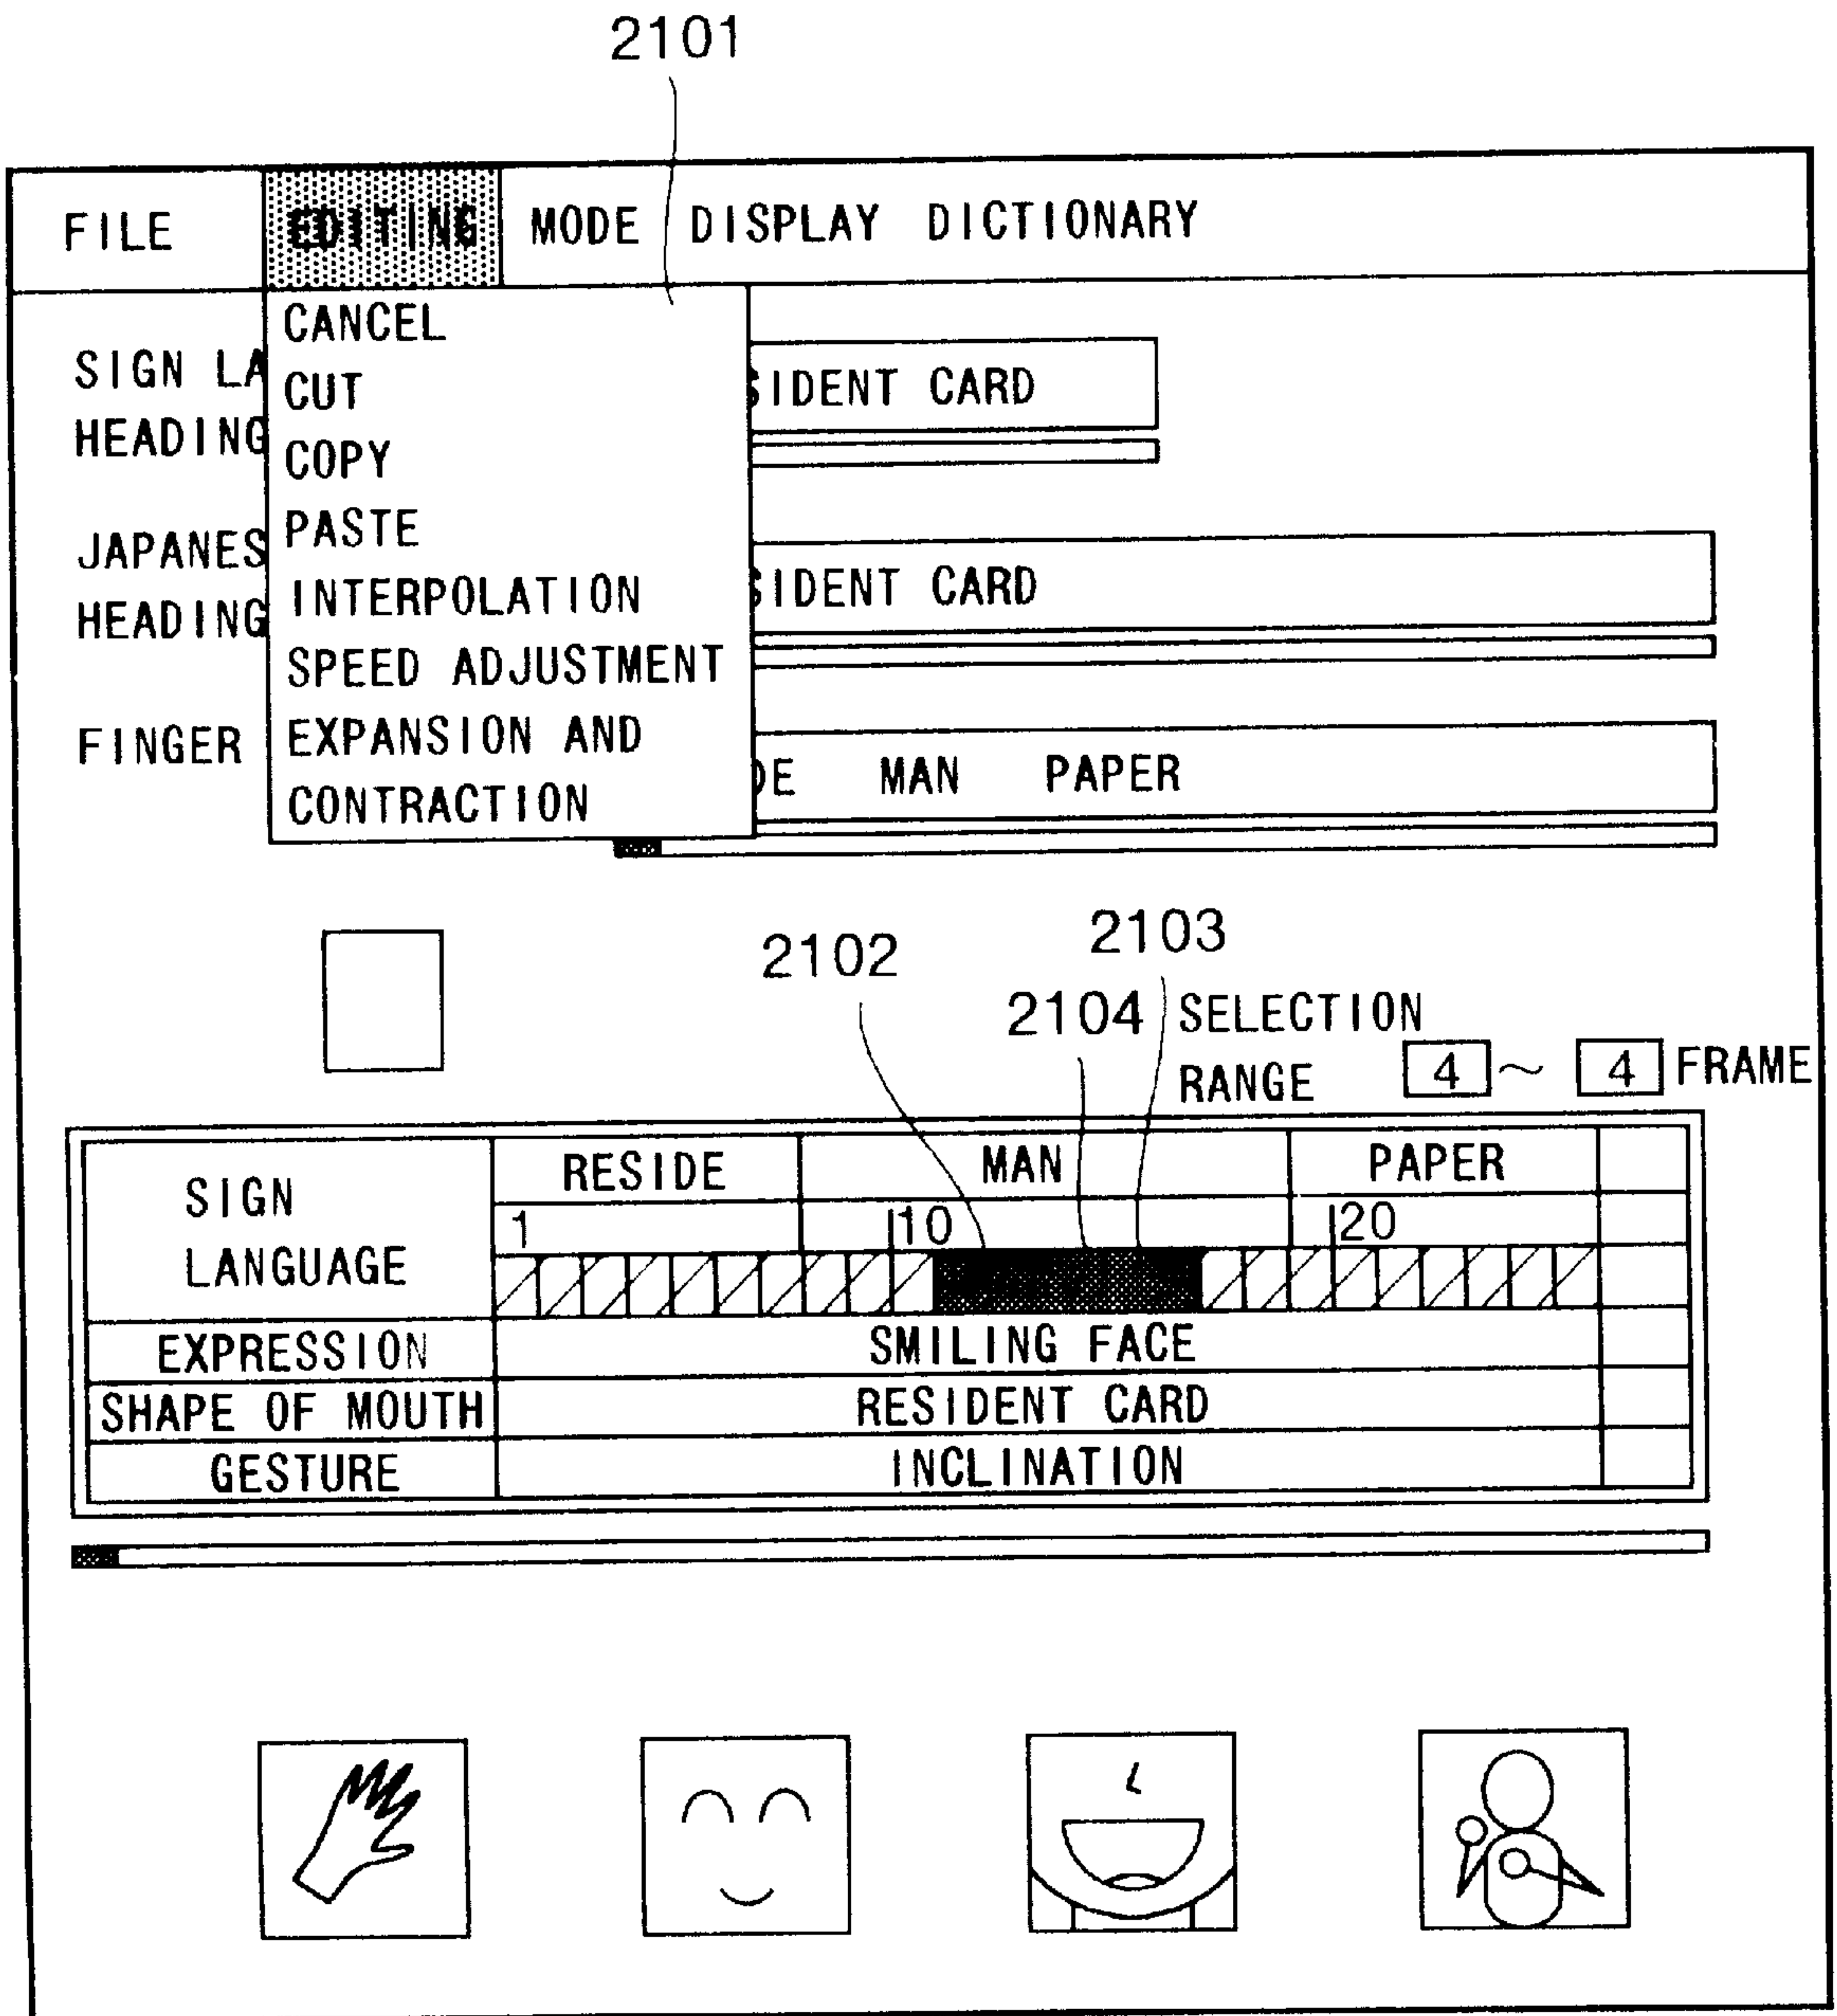 2101
FILE EDITING MODE DISPLAY DICTIONARY
CANCEL
CUT
COPY
PASTE
INTERPOLATION
SPEED ADJUSTMENT
EXPANSION AND
CONTRACTION
SIGN LA
HEADING
SIDENT CARD
JAPANES
HEADING
SIDENT CARD
FINGER
DE MAN PAPER
2102
2103
2104
SELECTION
RANGE 4 ~ 4 FRAME
SIGN
LANGUAGE
RESIDE MAN PAPER
1 10 20
EXPRESSION SMILING FACE
SHAPE OF MOUTH RESIDENT CARD
GESTURE INCLINATION